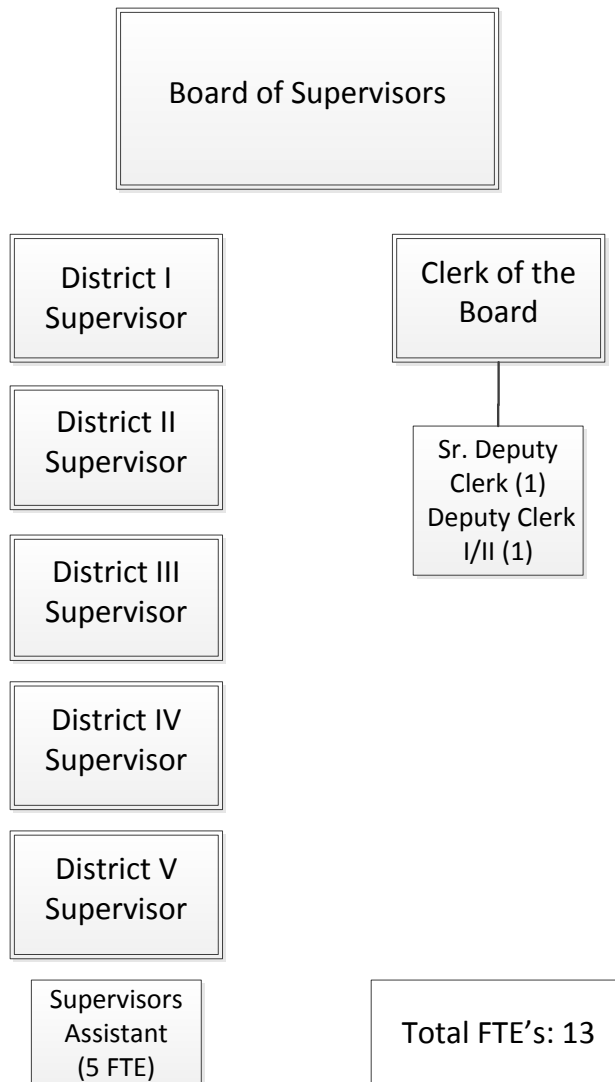 Board of Supervisors
District I
Supervisor
District II
Supervisor
District III
Supervisor
District IV
Supervisor
District V
Supervisor
Supervisors
Assistant
(5 FTE)
Clerk of the
Board
Sr. Deputy
Clerk (1)
Deputy Clerk
I/II (1)
Total FTE’s: 13